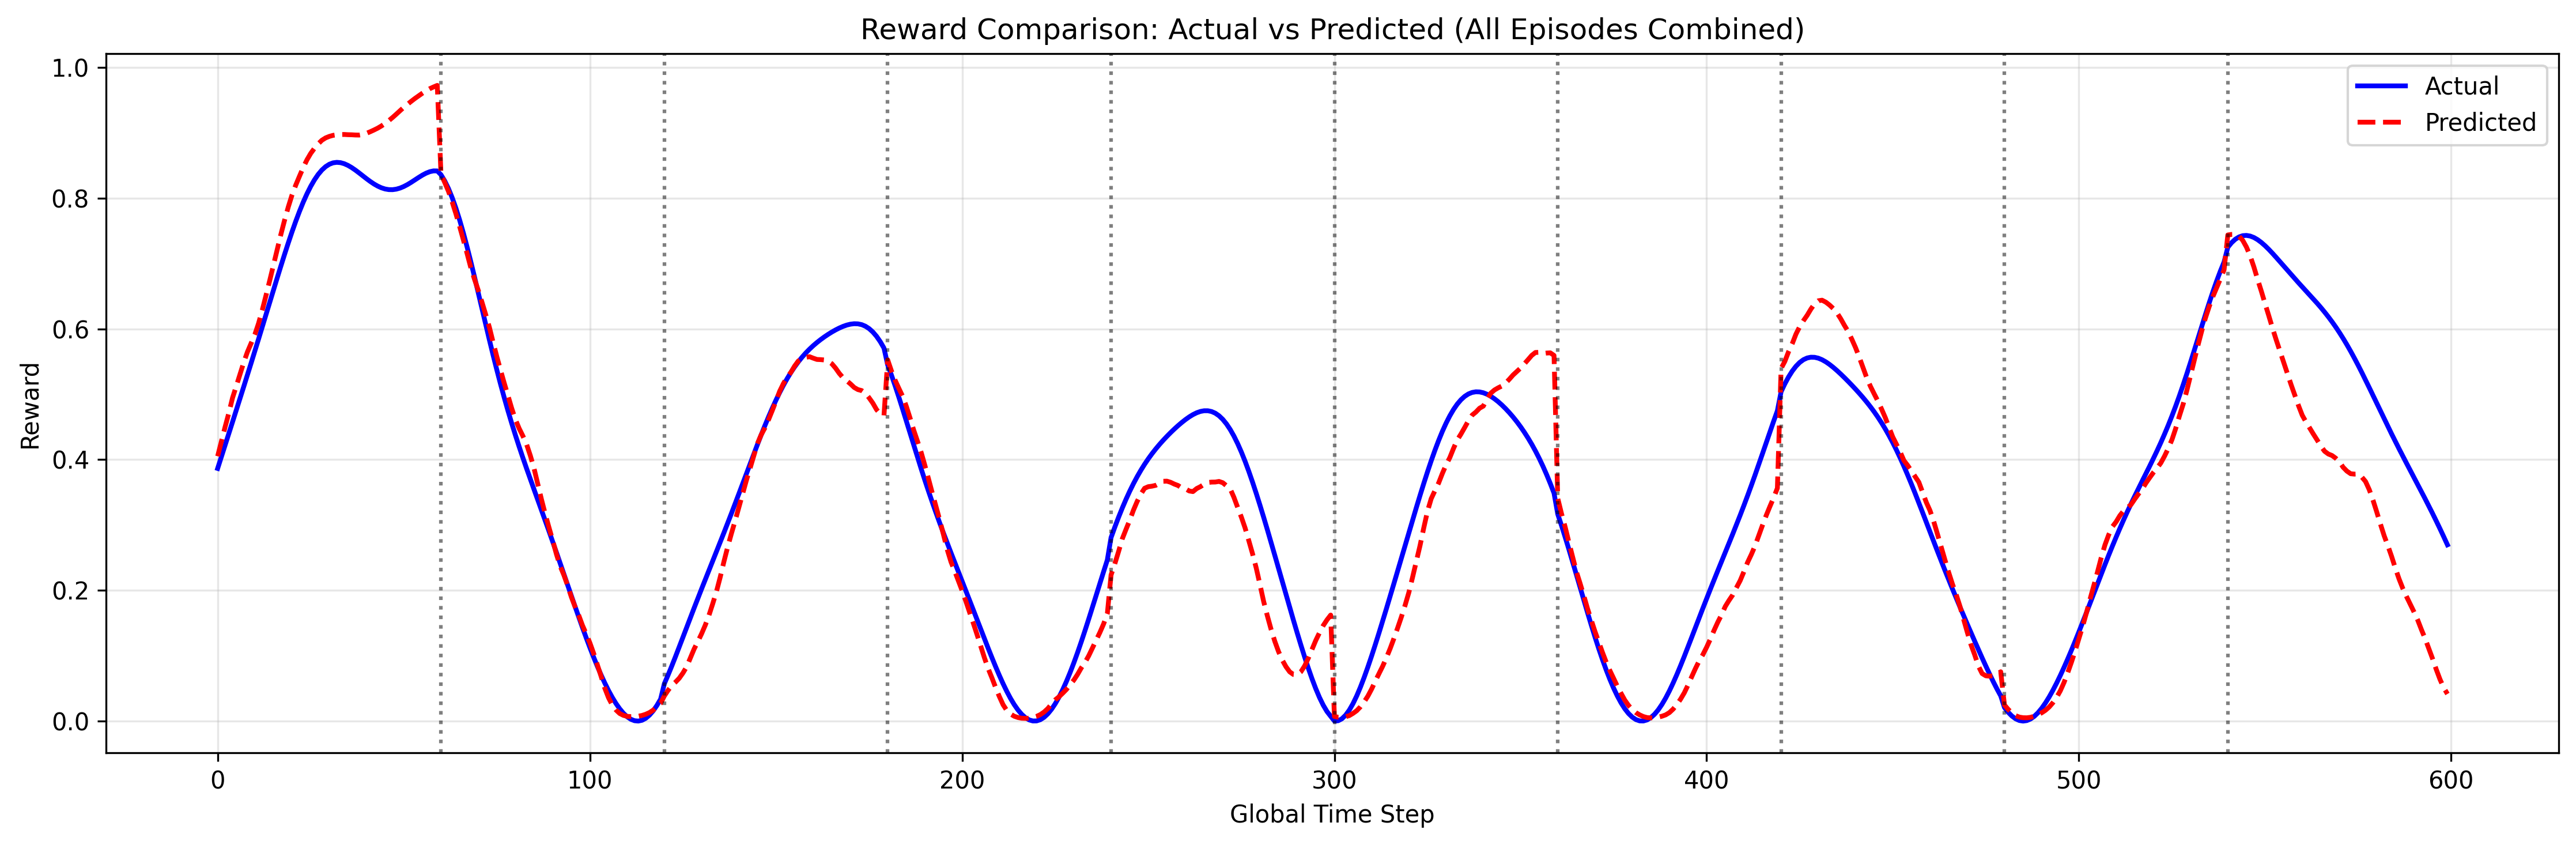 Reward Comparison: Actual vs Predicted (All Episodes Combined)
1.0
0.8
0.6
0.4
0.2
0.0
Reward
Actual
Predicted
0 100 200 300 400 500 600
Global Time Step